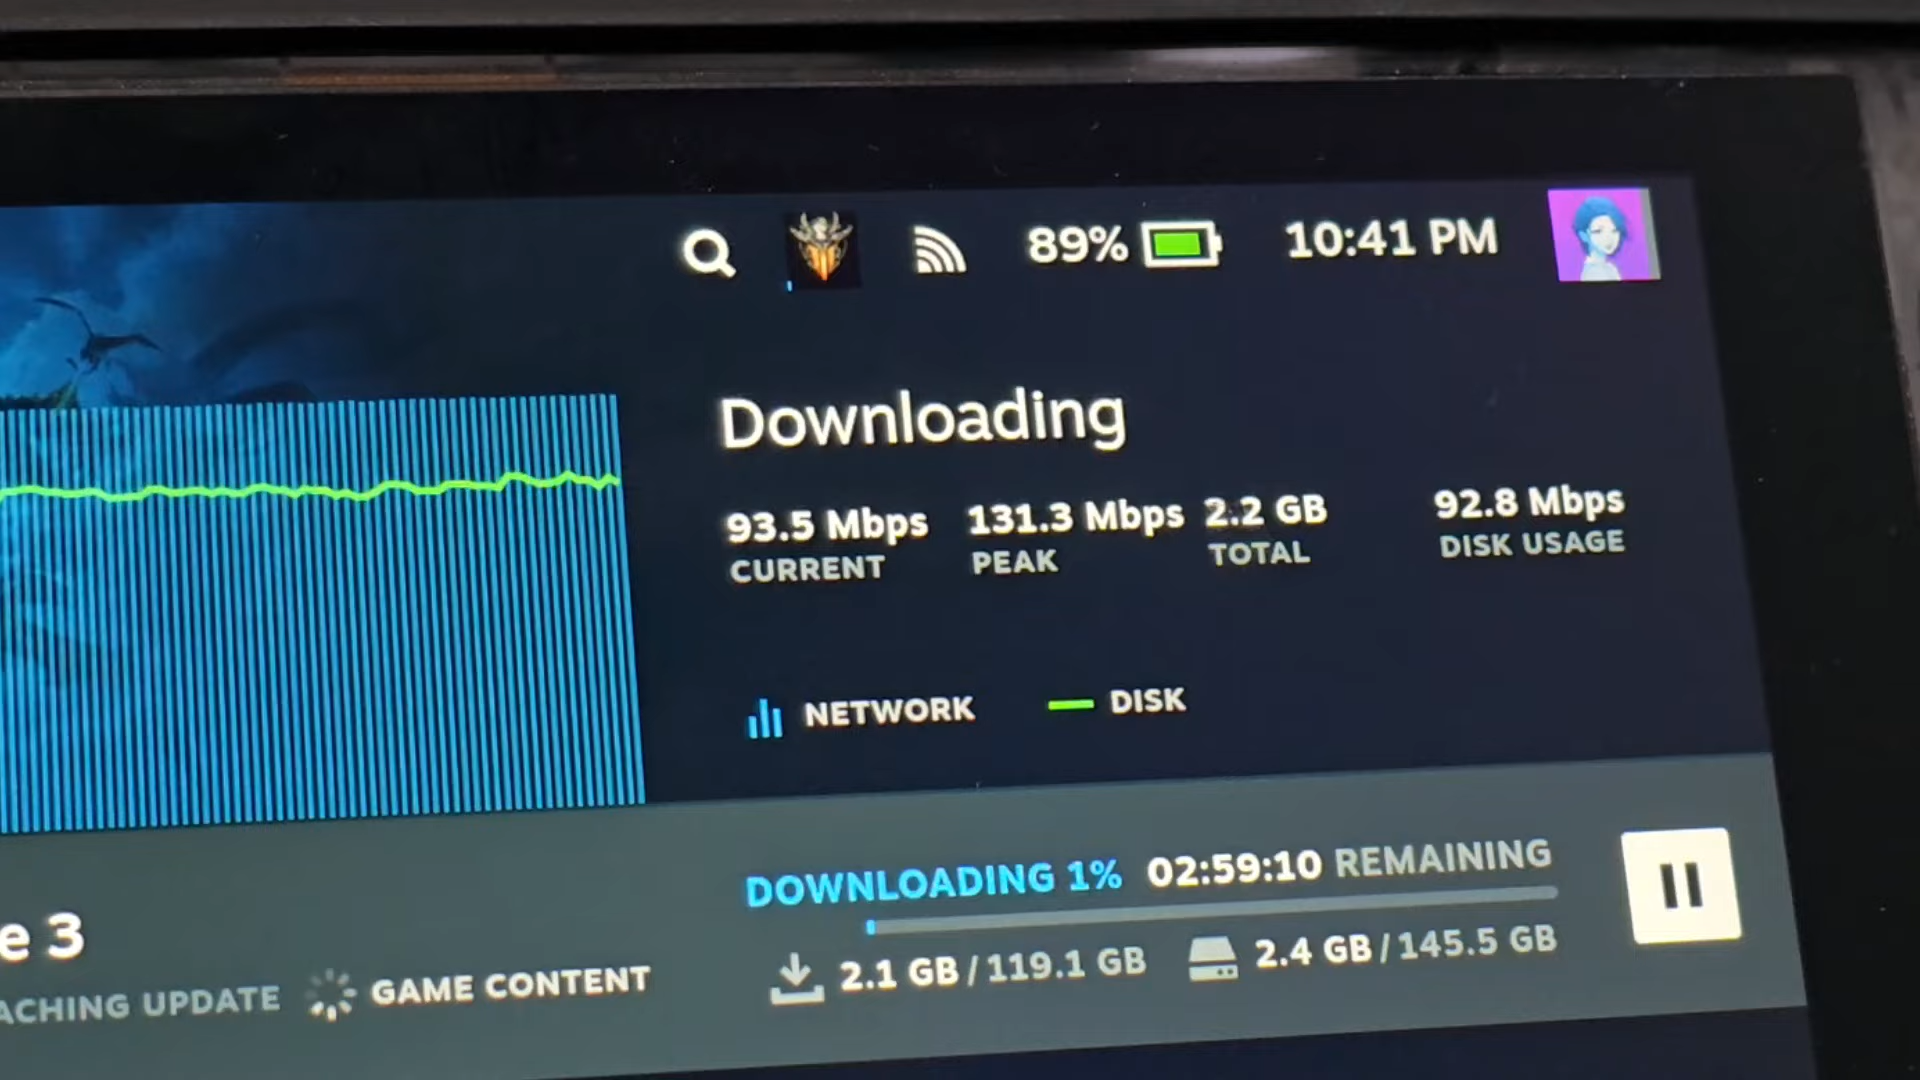 89% 10:41 PM
Downloading
93.5 Mbps 131.3 Mbps 2.2 GB 92.8 Mbps
CURRENT PEAK TOTAL DISK USAGE
NETWORK DISK
DOWNLOADING 1% 02:59:10 REMAINING
e 3
2.1 GB / 119.1 GB 2.4 GB / 145.5 GB
ACHING UPDATE GAME CONTENT